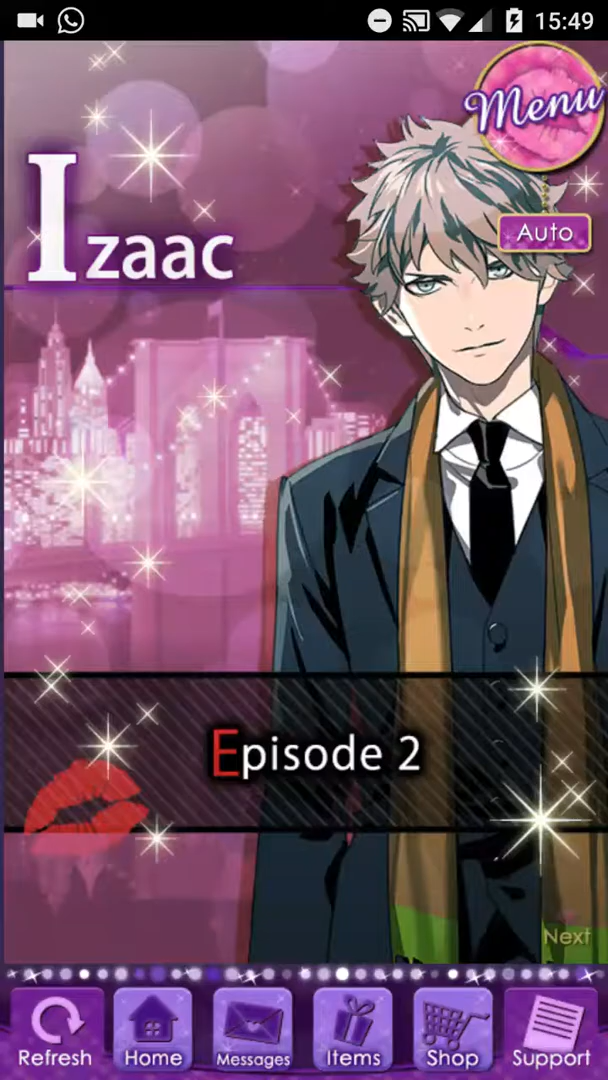 15:49
Menu
Auto
Izaac
Episode 2
Next
Refresh
Home
Messages
Items
Shop
Support